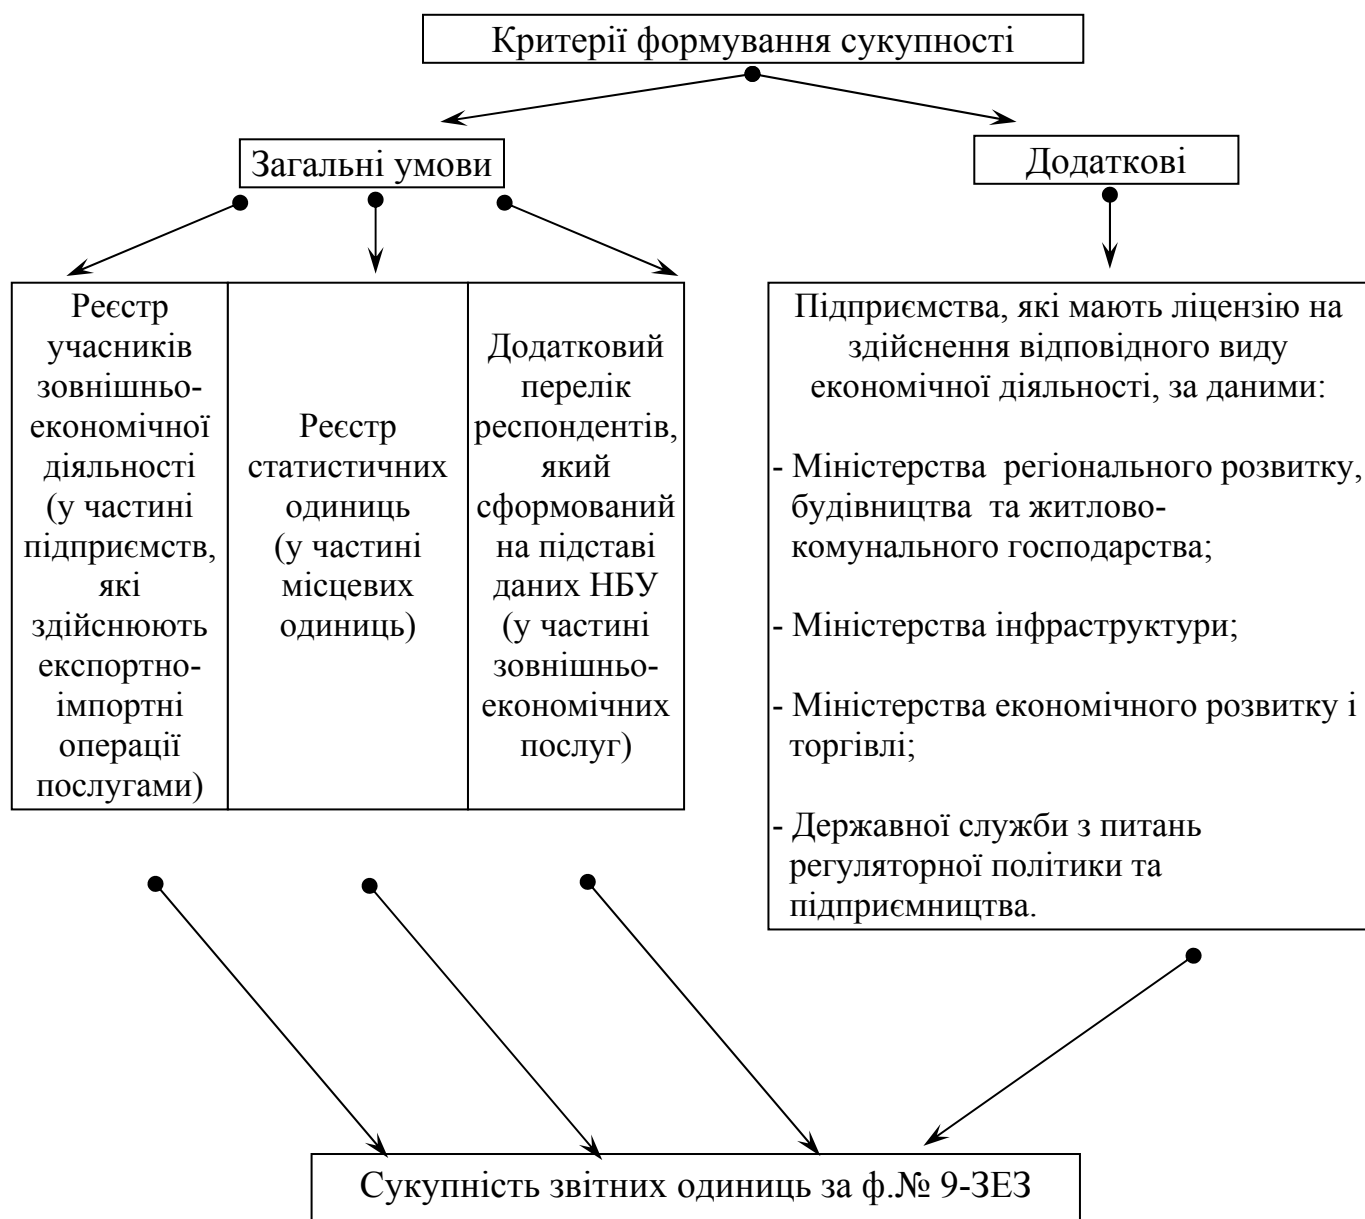 Критерії формування сукупності
Загальні умови
Додаткові
Реєстр
учасників
зовнішньо-
економічної
діяльності
(у частині
підприємств,
які
здійснюють
експортно-
імпортні
операції
послугами)
Реєстр
статистичних
одиниць
(у частині
місцевих
одиниць)
Додатковий
перелік
респондентів,
який
сформований
на підставі
даних НБУ
(у частині
зовнішньо-
економічних
послуг)
Підприємства, які мають ліцензію на
здійснення відповідного виду
економічної діяльності, за даними:
- Міністерства регіонального розвитку,
будівництва та житлово-
комунального господарства;
- Міністерства інфраструктури;
- Міністерства економічного розвитку і
торгівлі;
- Державної служби з питань
регуляторної політики та
підприємництва.
Сукупність звітних одиниць за ф.№ 9-ЗЕЗ